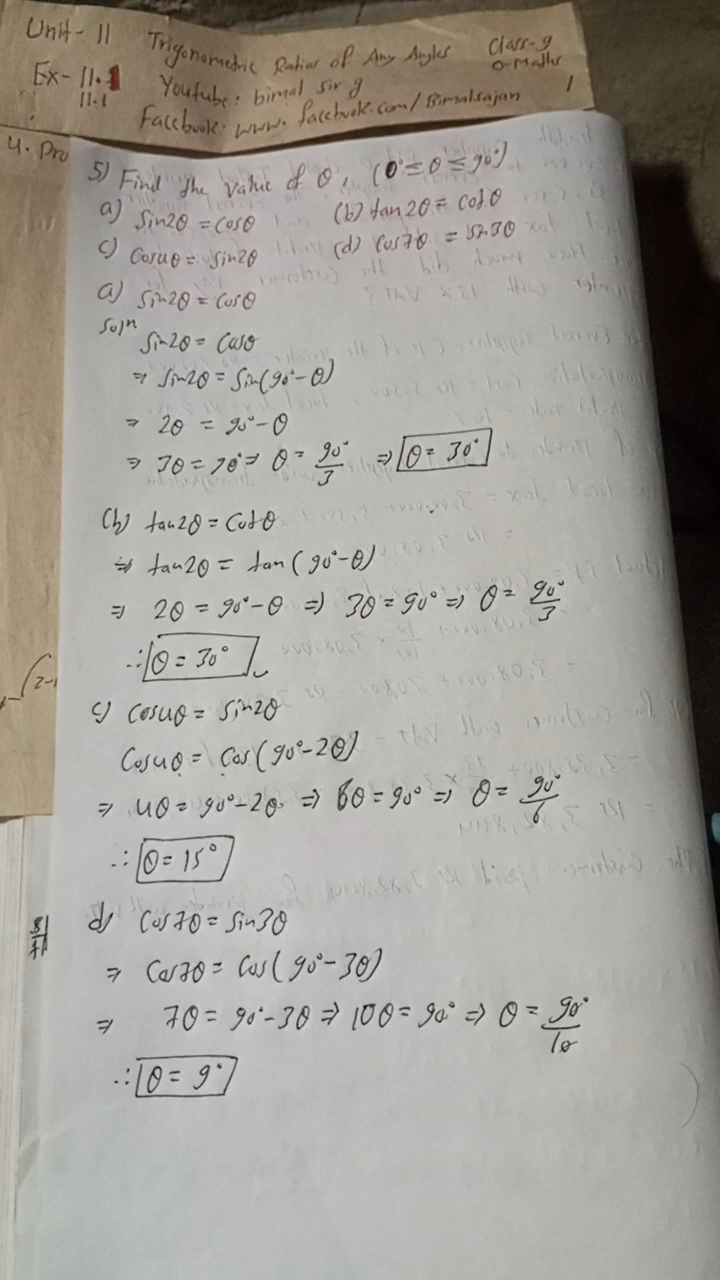 Unit- 11 Trigonometric Ratios of Any Angles Class-9
Ex- 11.1 Youtube: bimal sir g O-Maths
11.1
Facebook: www.facebook.com/Bimalsajan 1
4. Pro
5) Find the value of θ, (0°≤θ≤90°)
a) Sin2θ = cosθ (b) tan2θ = cotθ
c) Cos4θ = Sin2θ (d) Cos7θ = sin3θ
a) Sin2θ = cosθ
Solⁿ
Sin2θ = Cosθ
⇒ Sin2θ = Sin(90°-θ)
⇒ 2θ = 90°-θ
⇒ 3θ = 90° ⇒ θ = 90°/3 ⇒ θ = 30°
(b) tan2θ = Cotθ
⇒ tan2θ = tan(90°-θ)
⇒ 2θ = 90°-θ ⇒ 3θ = 90° ⇒ θ = 90°/3
∴ θ = 30°
c) Cos4θ = Sin2θ
Cos4θ = Cos(90°-2θ)
⇒ 4θ = 90°-2θ ⇒ 6θ = 90° ⇒ θ = 90°/6
∴ θ = 15°
d) Cos7θ = Sin3θ
⇒ Cos7θ = Cos(90°-3θ)
⇒ 7θ = 90°-3θ ⇒ 10θ = 90° ⇒ θ = 90°/10
∴ θ = 9°